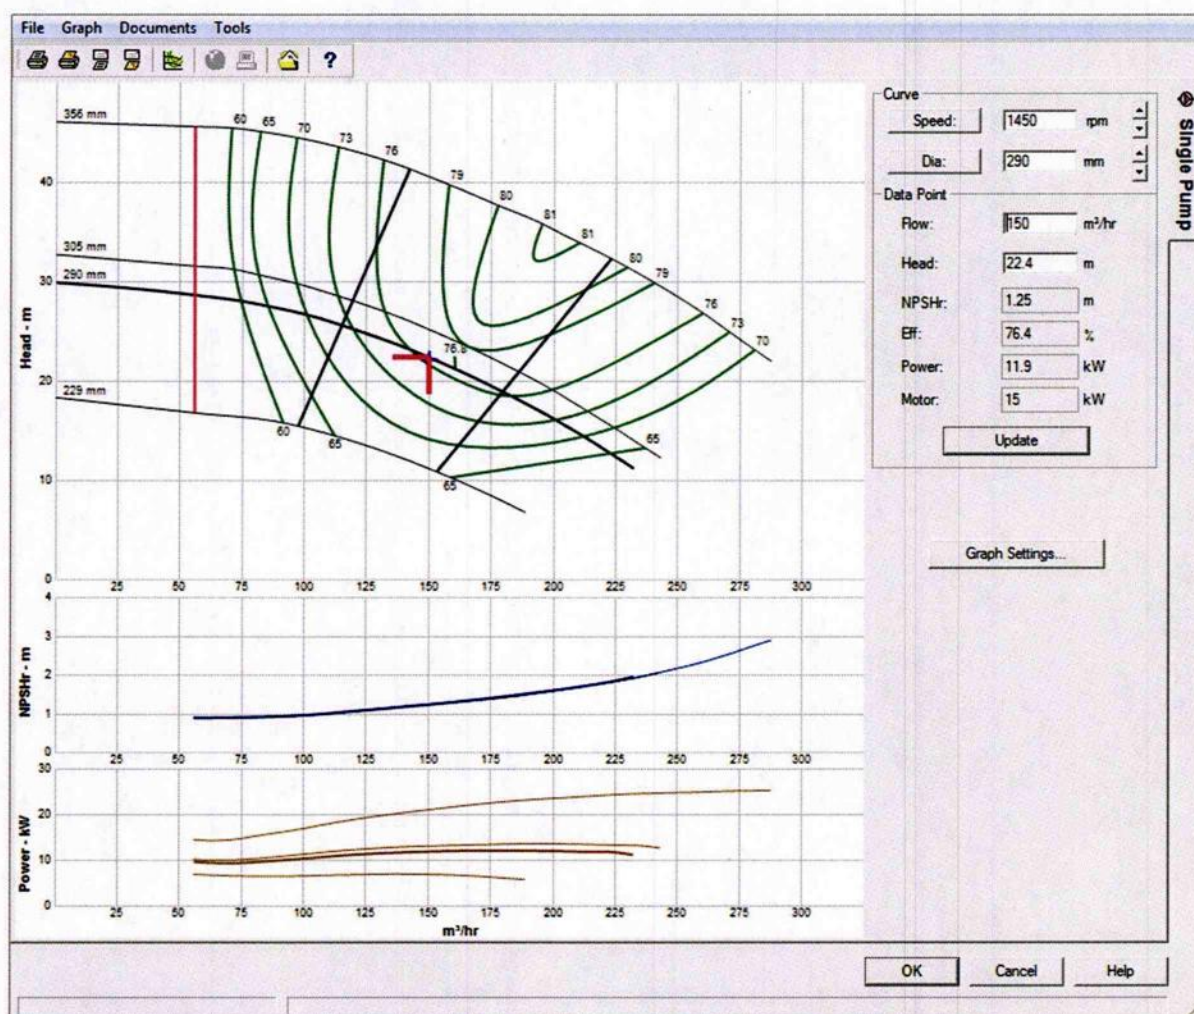 File Graph Documents Tools
?
Curve
Speed: 1450 rpm
Dia: 290 mm
Data Point
Flow: 150 m³/hr
Head: 22.4 m
NPSHr: 1.25 m
Eff: 76.4 %
Power: 11.9 kW
Motor: 15 kW
Update
Graph Settings...
Single Pump
356 mm
60 65 70 73 76 79 80 81 81 80 79 76 73 70
305 mm
290 mm
229 mm
76.8
60 65 65 65
Head - m
40
30
20
10
0
25 50 75 100 125 150 175 200 225 250 275 300
NPSHr - m
4
3
2
1
0
25 50 75 100 125 150 175 200 225 250 275 300
Power - kW
30
20
10
0
25 50 75 100 125 150 175 200 225 250 275 300
m³/hr
OK Cancel Help